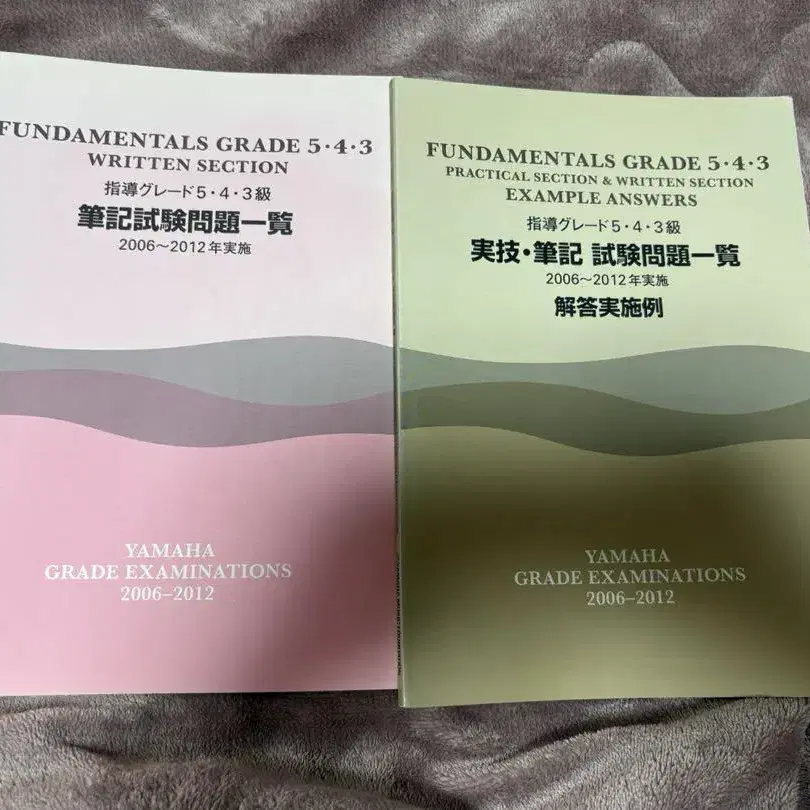 FUNDAMENTALS GRADE 5・4・3
WRITTEN SECTION
指導グレード5・4・3級
筆記試験問題一覧
2006〜2012年実施
YAMAHA
GRADE EXAMINATIONS
2006–2012
FUNDAMENTALS GRADE 5・4・3
PRACTICAL SECTION & WRITTEN SECTION
EXAMPLE ANSWERS
指導グレード5・4・3級
実技・筆記 試験問題一覧
2006〜2012年実施
解答実施例
YAMAHA
GRADE EXAMINATIONS
2006–2012